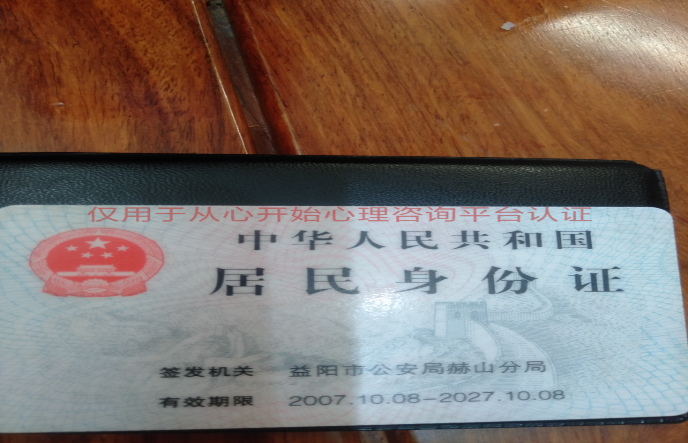 仅用于从心开始心理咨询平台认证
中华人民共和国
居民身份证
签发机关 益阳市公安局赫山分局
有效期限 2007.10.08-2027.10.08